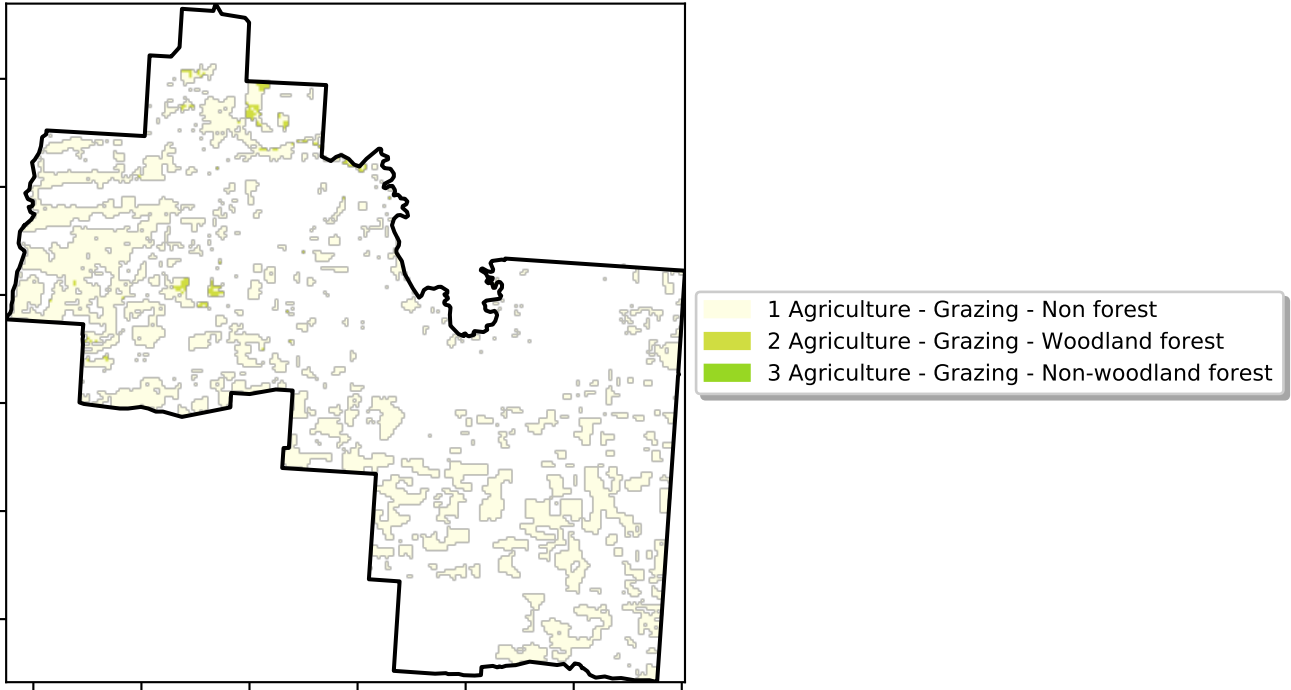 1 Agriculture - Grazing - Non forest
2 Agriculture - Grazing - Woodland forest
3 Agriculture - Grazing - Non-woodland forest